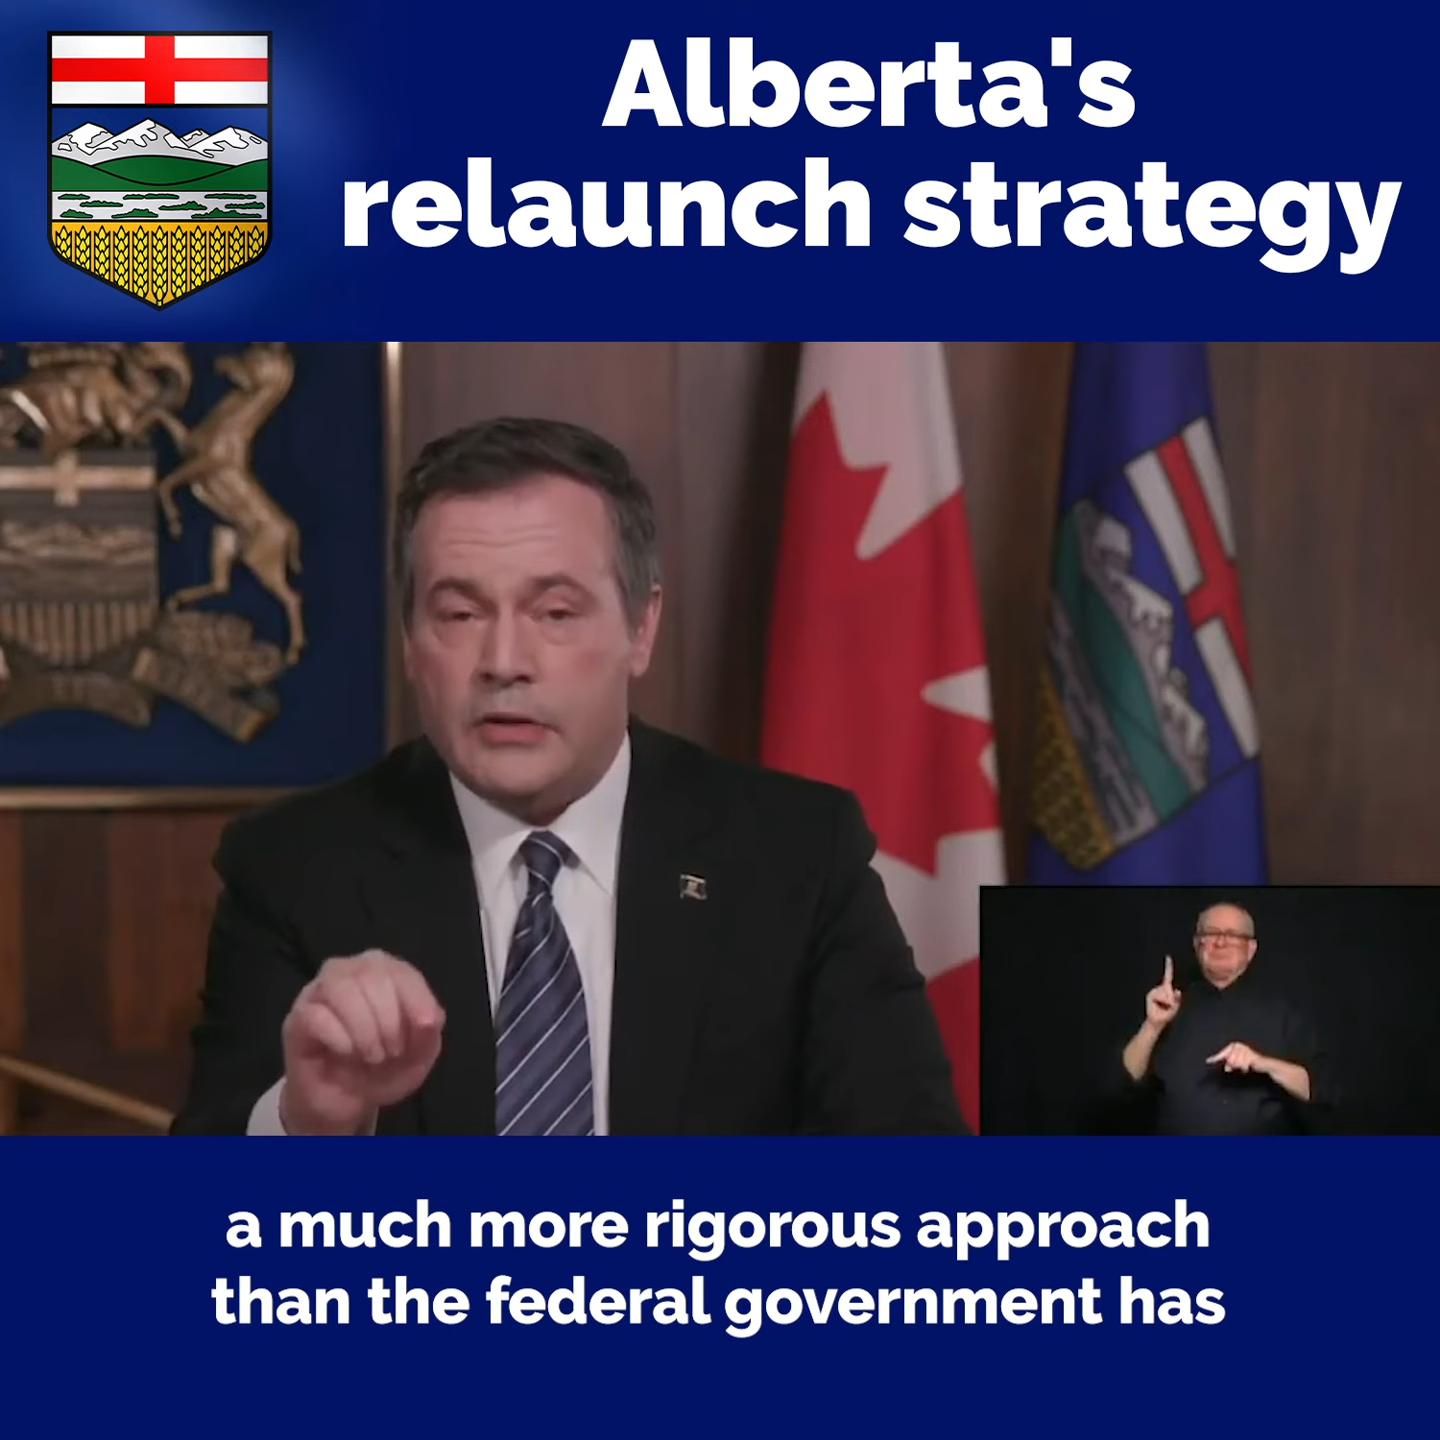 Alberta's
relaunch strategy
a much more rigorous approach
than the federal government has